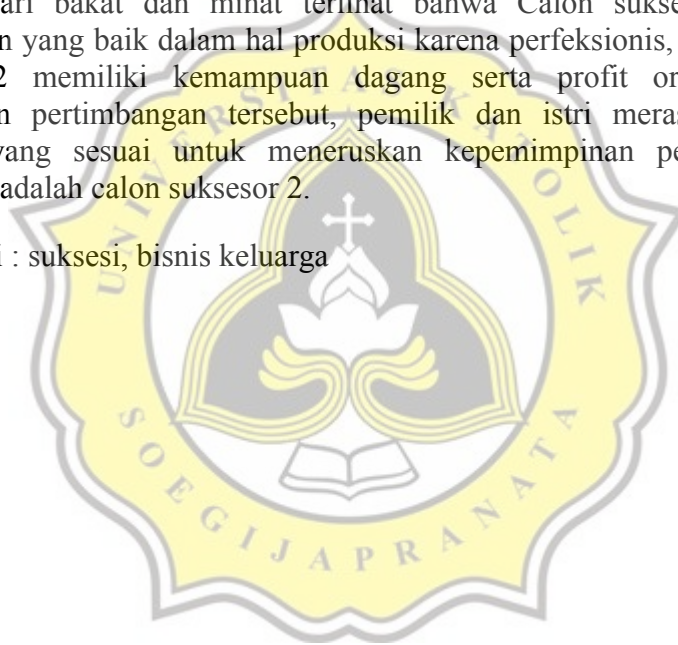 ari bakat dan minat terlihat bahwa Calon sukse
n yang baik dalam hal produksi karena perfeksionis,
2 memiliki kemampuan dagang serta profit or
n pertimbangan tersebut, pemilik dan istri meras
yang sesuai untuk meneruskan kepemimpinan pe
adalah calon suksesor 2.
i : suksesi, bisnis keluarga
UNIVERSITAS KATOLIK
SOEGIJAPRANATA